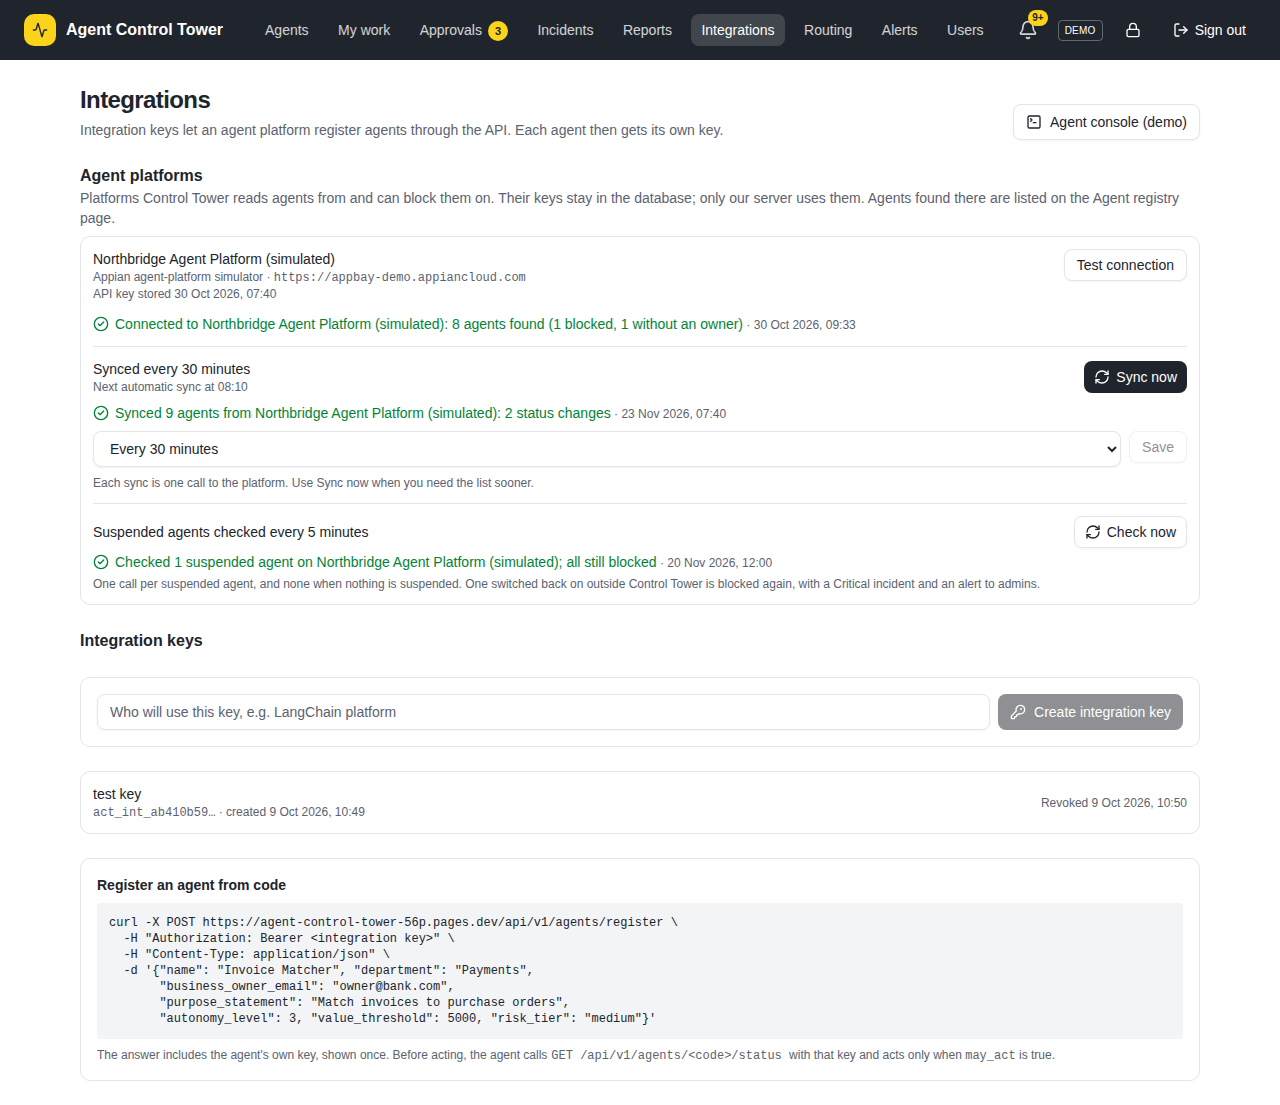 Agent Control Tower
Agents
My work
Approvals 3
Incidents
Reports
Integrations
Routing
Alerts
Users
9+
DEMO
Sign out
Integrations
Integration keys let an agent platform register agents through the API. Each agent then gets its own key.
Agent console (demo)
Agent platforms
Platforms Control Tower reads agents from and can block them on. Their keys stay in the database; only our server uses them. Agents found there are listed on the Agent registry
page.
Northbridge Agent Platform (simulated)
Appian agent-platform simulator · https://appbay-demo.appiancloud.com
API key stored 30 Oct 2026, 07:40
Test connection
Connected to Northbridge Agent Platform (simulated): 8 agents found (1 blocked, 1 without an owner) · 30 Oct 2026, 09:33
Synced every 30 minutes
Next automatic sync at 08:10
Sync now
Synced 9 agents from Northbridge Agent Platform (simulated): 2 status changes · 23 Nov 2026, 07:40
Every 30 minutes
Save
Each sync is one call to the platform. Use Sync now when you need the list sooner.
Suspended agents checked every 5 minutes
Check now
Checked 1 suspended agent on Northbridge Agent Platform (simulated); all still blocked · 20 Nov 2026, 12:00
One call per suspended agent, and none when nothing is suspended. One switched back on outside Control Tower is blocked again, with a Critical incident and an alert to admins.
Integration keys
Who will use this key, e.g. LangChain platform
Create integration key
test key
act_int_ab410b59… · created 9 Oct 2026, 10:49
Revoked 9 Oct 2026, 10:50
Register an agent from code
curl -X POST https://agent-control-tower-56p.pages.dev/api/v1/agents/register \
  -H "Authorization: Bearer <integration key>" \
  -H "Content-Type: application/json" \
  -d '{"name": "Invoice Matcher", "department": "Payments",
       "business_owner_email": "owner@bank.com",
       "purpose_statement": "Match invoices to purchase orders",
       "autonomy_level": 3, "value_threshold": 5000, "risk_tier": "medium"}'
The answer includes the agent's own key, shown once. Before acting, the agent calls GET /api/v1/agents/<code>/status with that key and acts only when may_act is true.